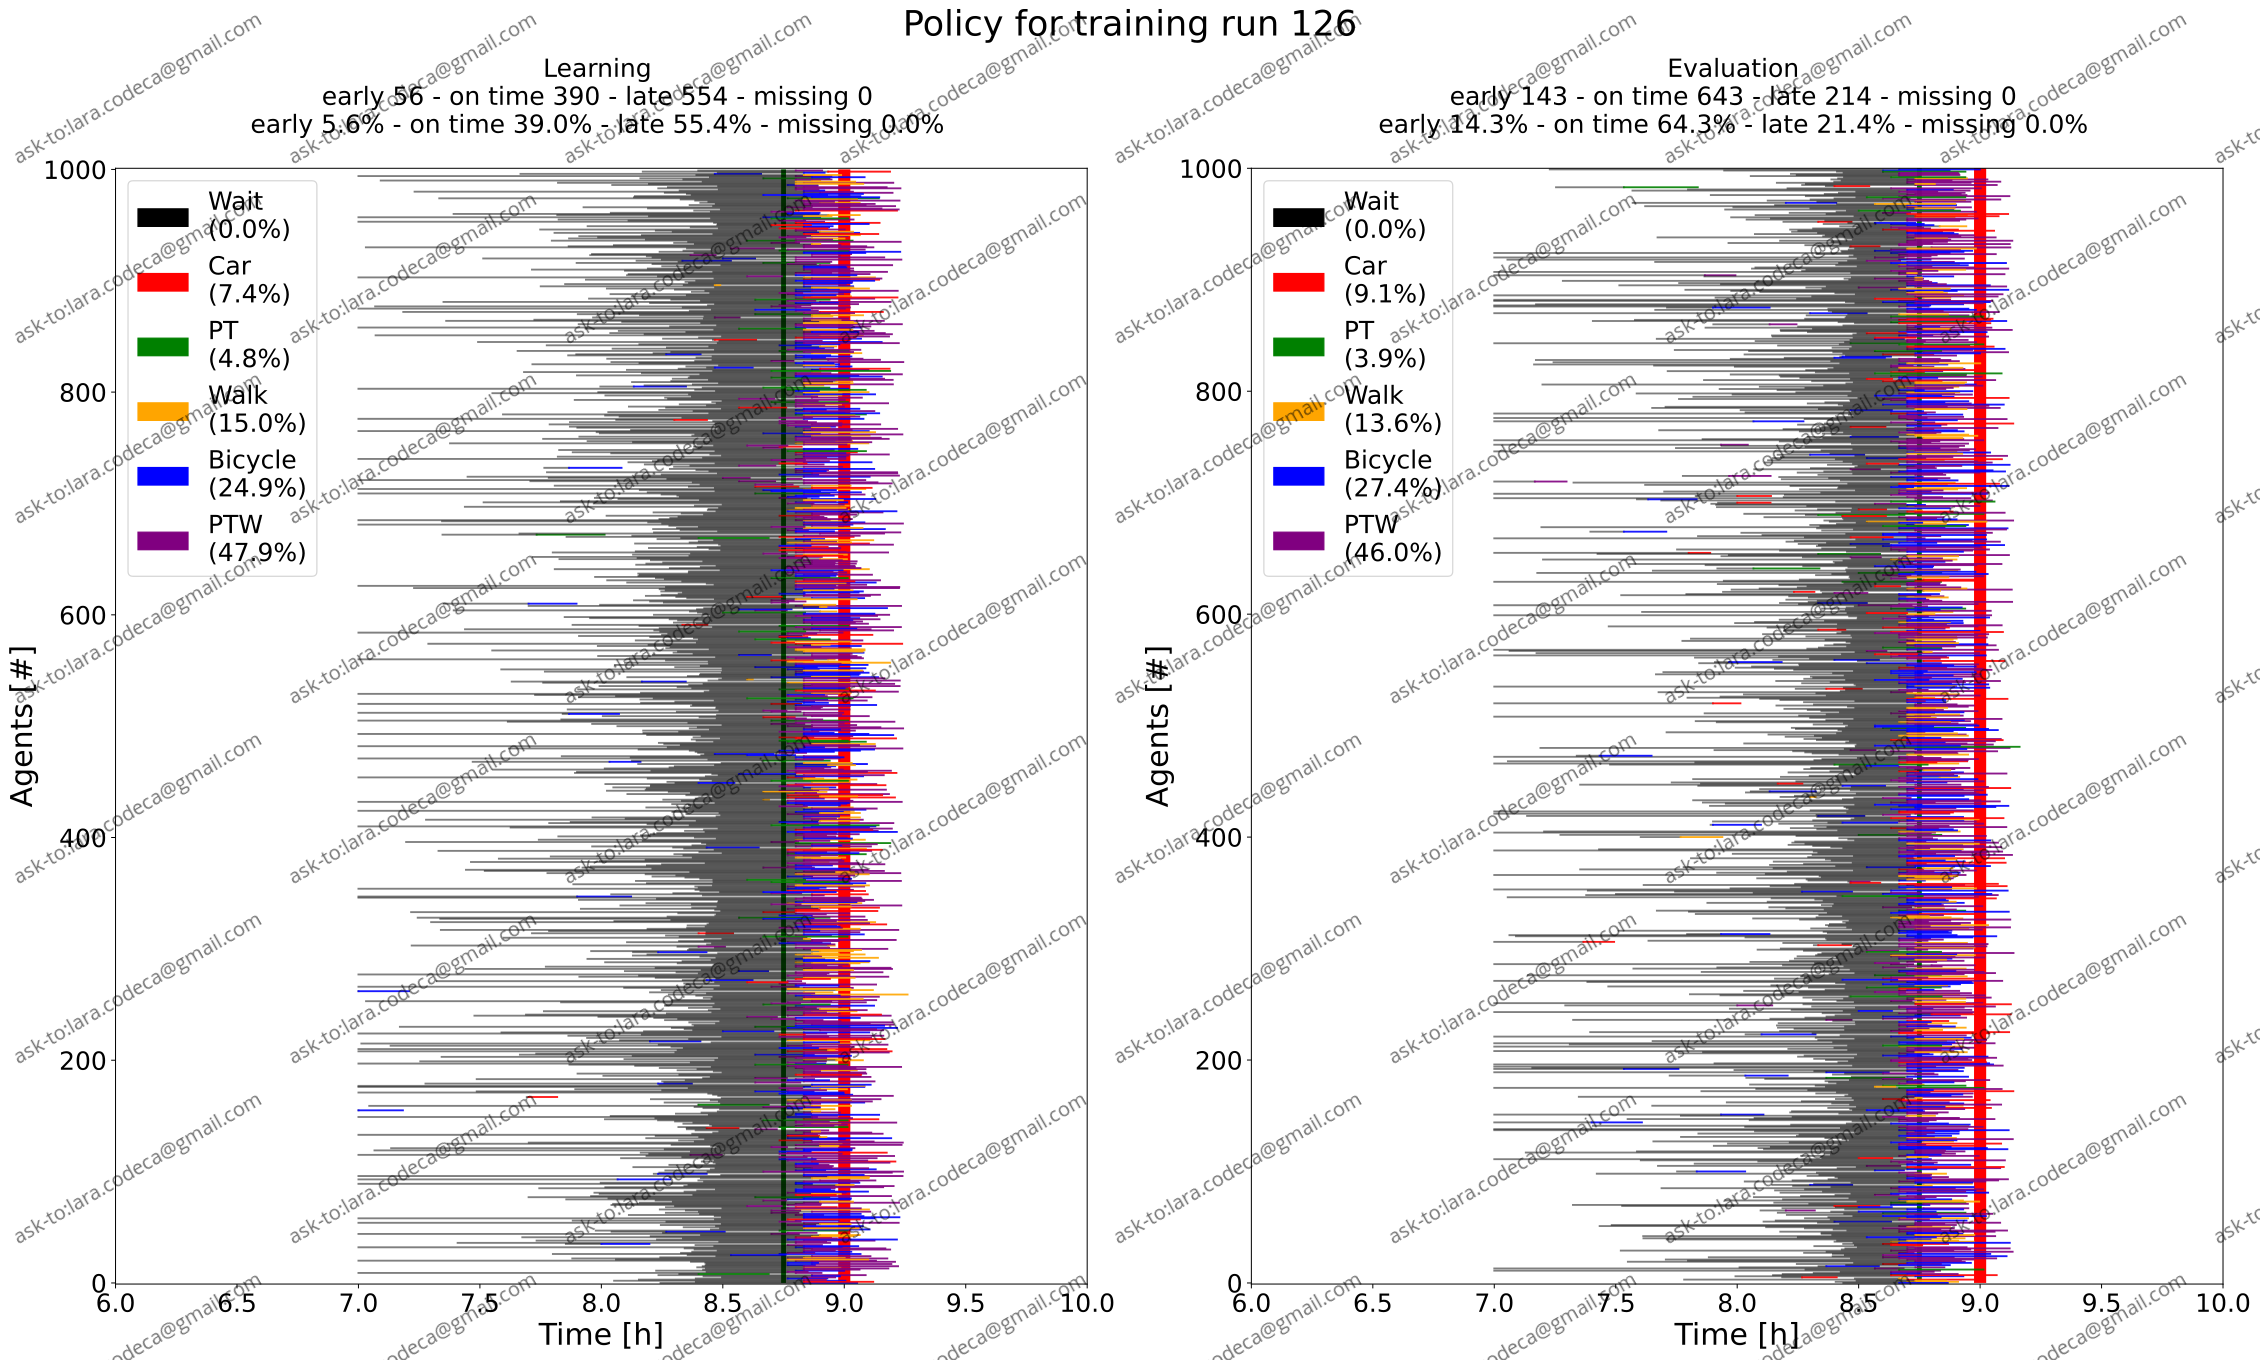 Policy for training run 126
Learning
early 56 - on time 390 - late 554 - missing 0
early 5.6% - on time 39.0% - late 55.4% - missing 0.0%
1000
800
600
400
200
0
Agents [#]
Wait
(0.0%)
Car
(7.4%)
PT
(4.8%)
Walk
(15.0%)
Bicycle
(24.9%)
PTW
(47.9%)
6.0 6.5 7.0 7.5 8.0 8.5 9.0 9.5 10.0
Time [h]
Evaluation
early 143 - on time 643 - late 214 - missing 0
early 14.3% - on time 64.3% - late 21.4% - missing 0.0%
1000
800
600
400
200
0
Agents [#]
Wait
(0.0%)
Car
(9.1%)
PT
(3.9%)
Walk
(13.6%)
Bicycle
(27.4%)
PTW
(46.0%)
6.0 6.5 7.0 7.5 8.0 8.5 9.0 9.5 10.0
Time [h]
ask-to:lara.codeca@gmail.com